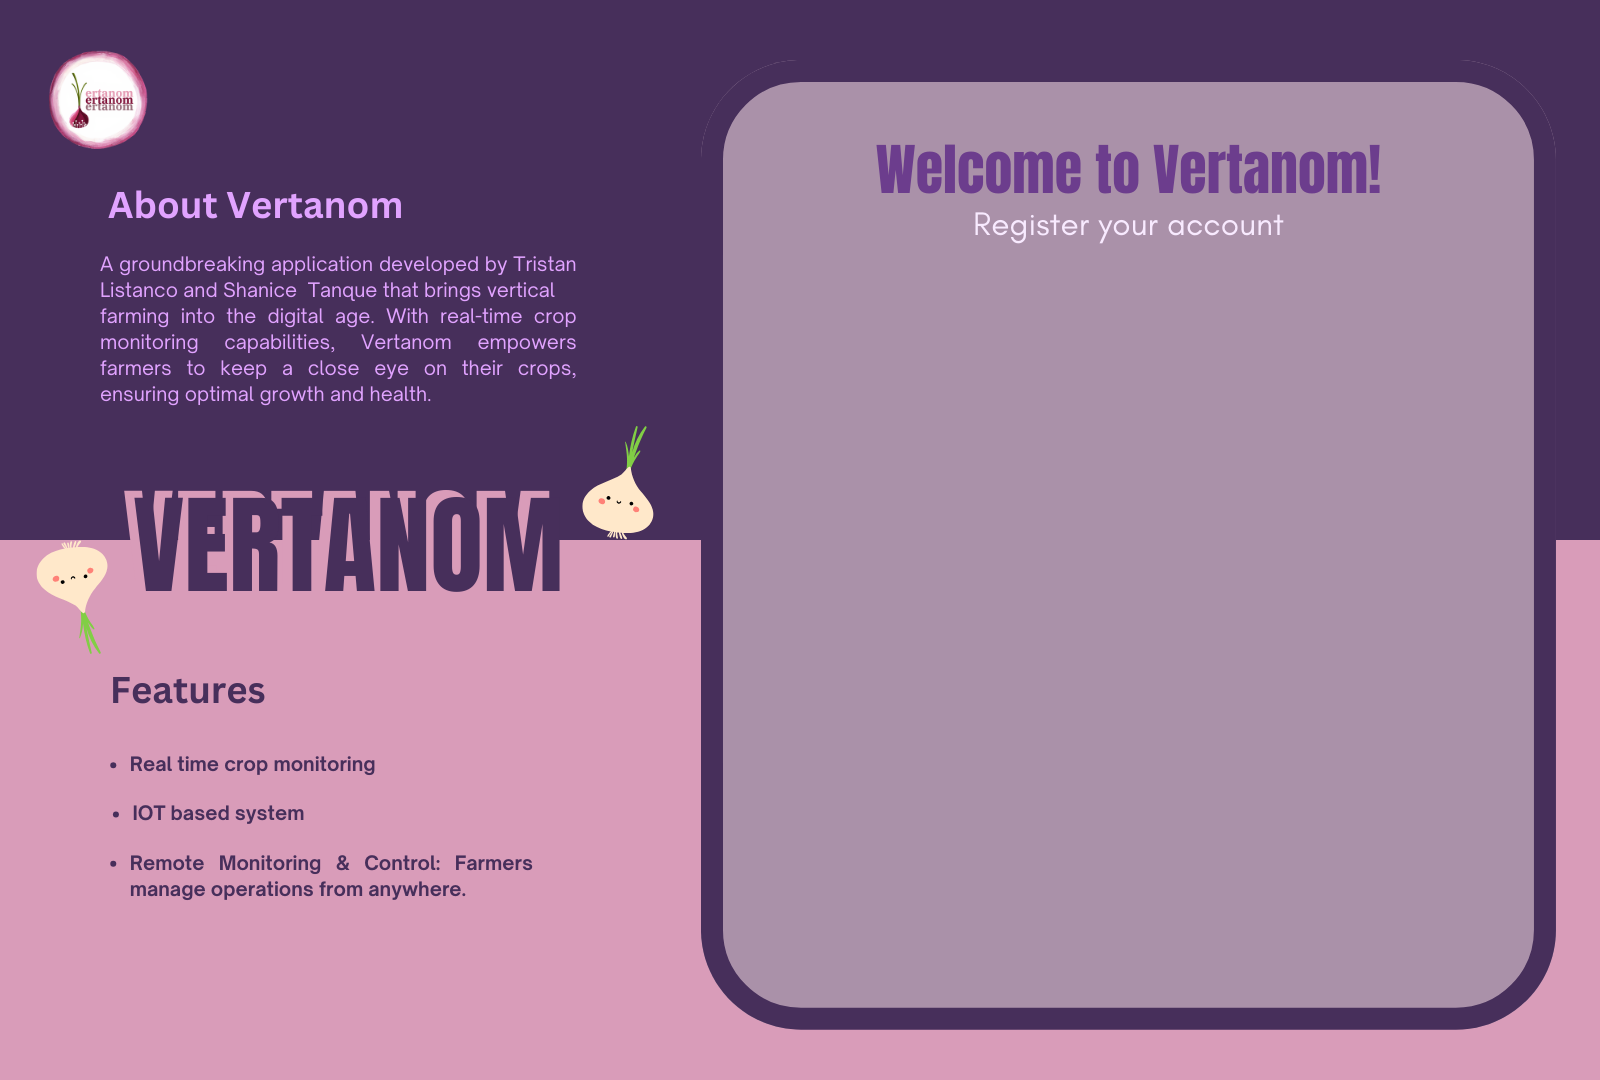 ertanom
ertanom
ertanom
About Vertanom
A groundbreaking application developed by Tristan
Listanco and Shanice Tanque that brings vertical
farming into the digital age. With real-time crop
monitoring capabilities, Vertanom empowers
farmers to keep a close eye on their crops,
ensuring optimal growth and health.
VERTANOM
Features
• Real time crop monitoring
• IOT based system
• Remote Monitoring & Control: Farmers
manage operations from anywhere.
Welcome to Vertanom!
Register your account